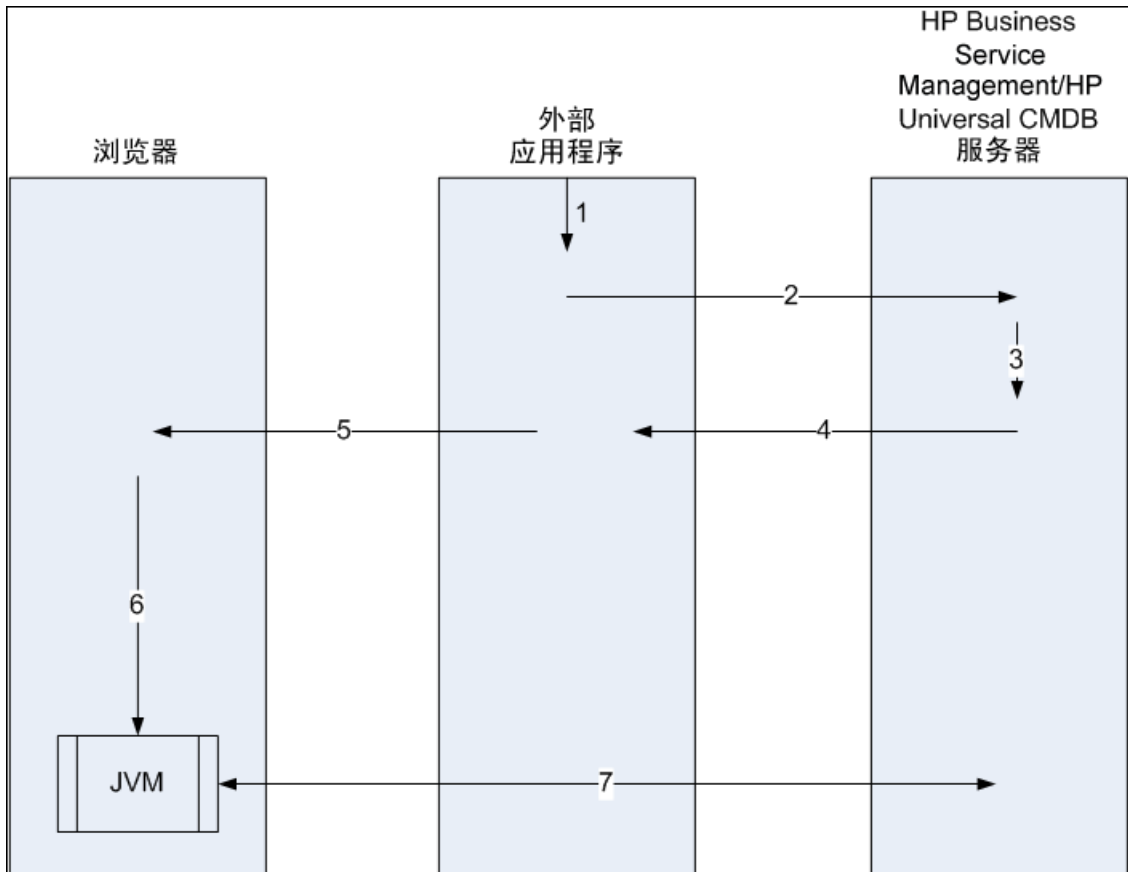 HP Business
Service
Management/HP
Universal CMDB
服务器
外部
应用程序
浏览器
1
2
3
4
5
6
JVM
7